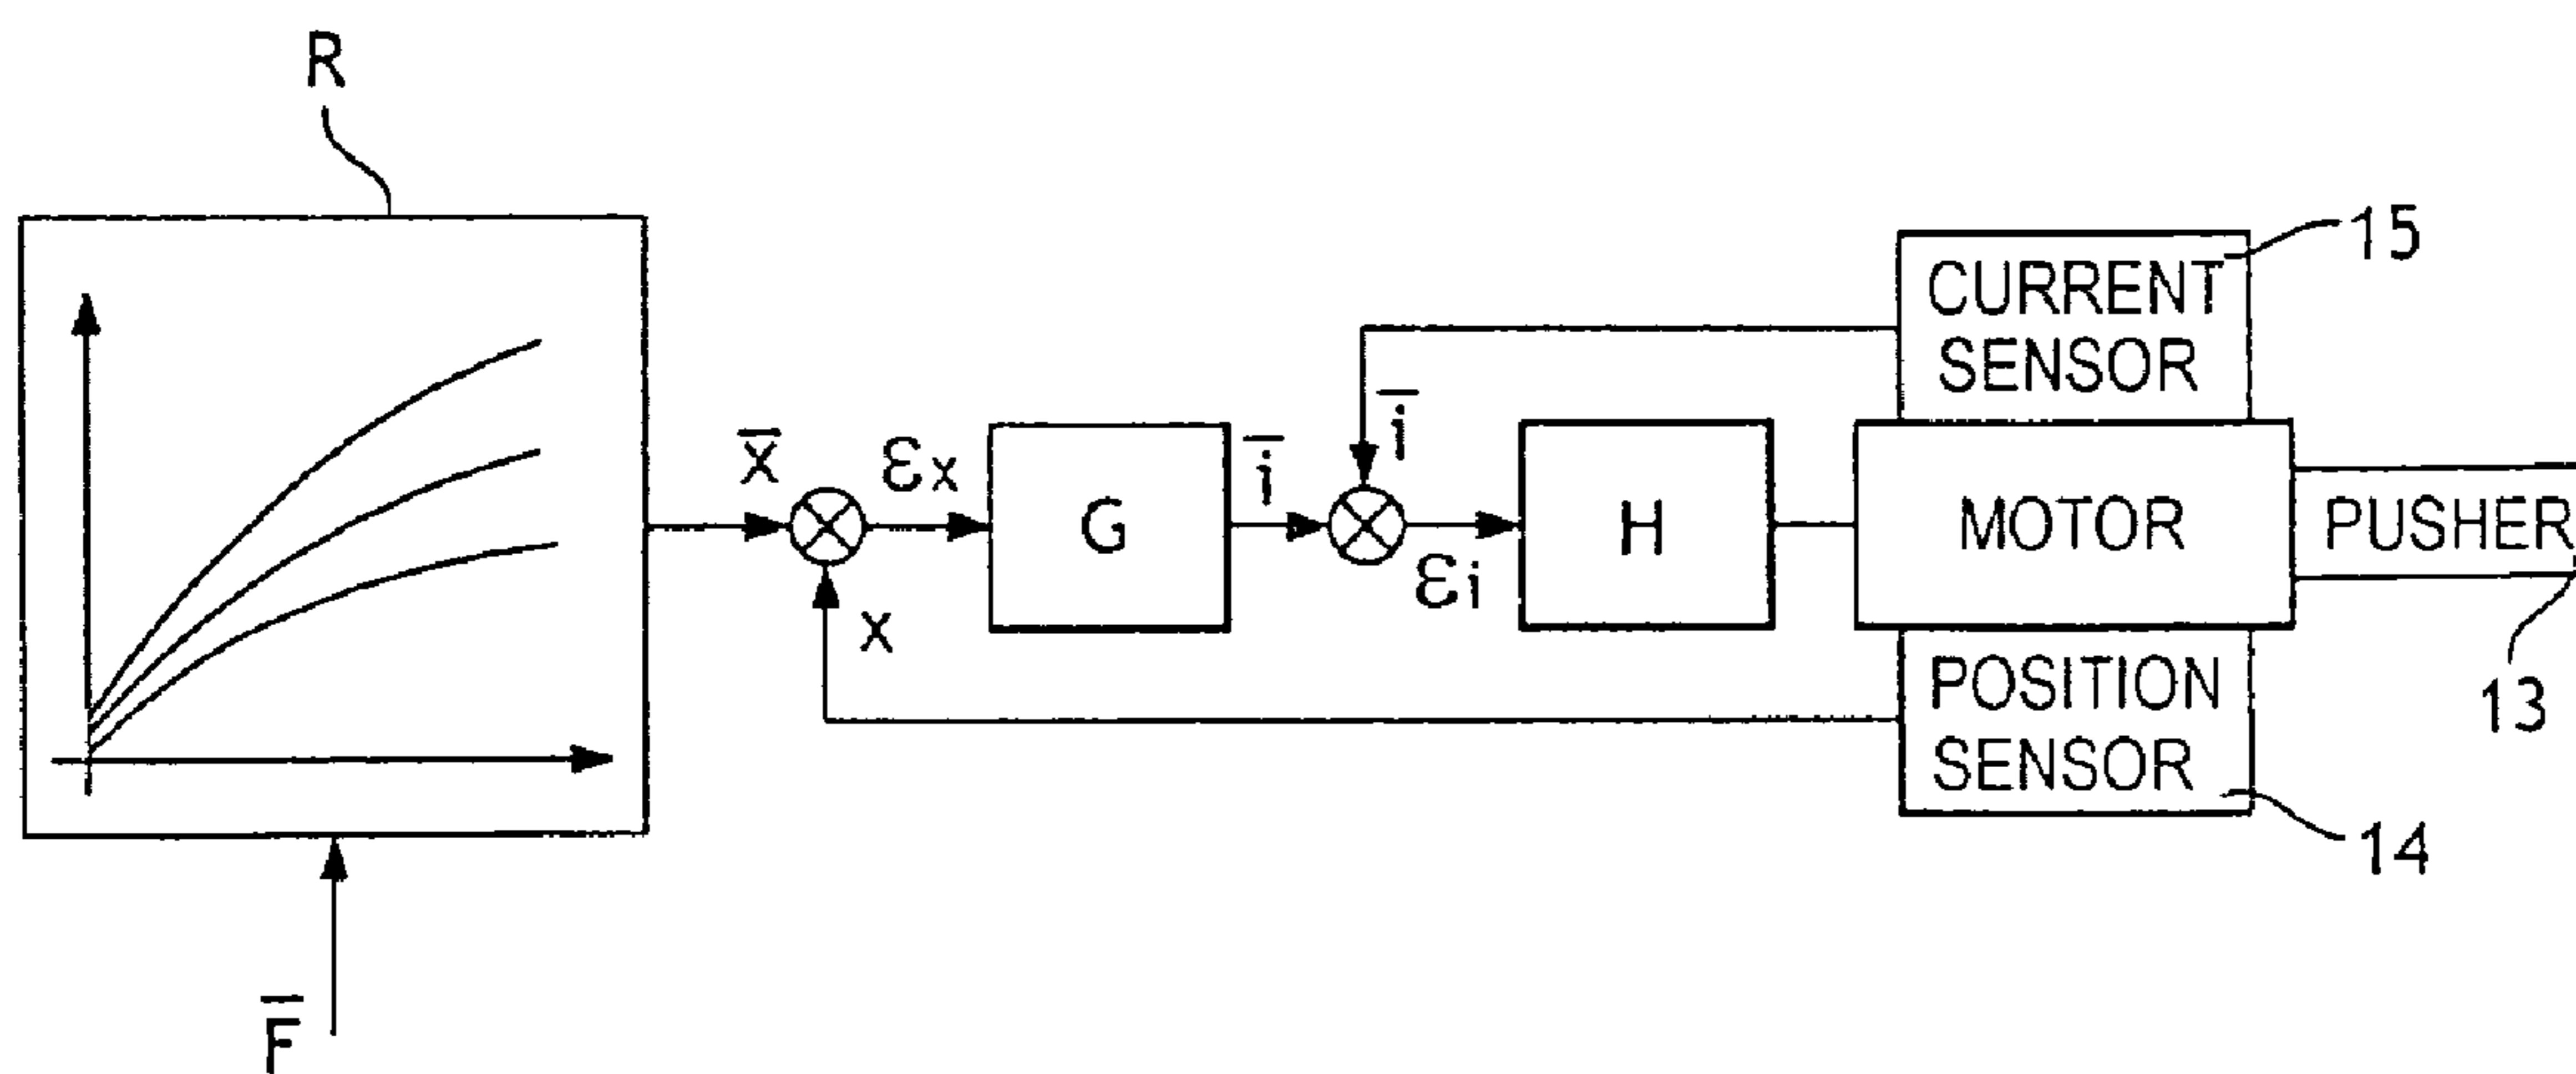 R
15
CURRENT
SENSOR
x̅
εx
G
i̅
i̅
εi
H
MOTOR
PUSHER
x
POSITION
SENSOR
13
14
F̅